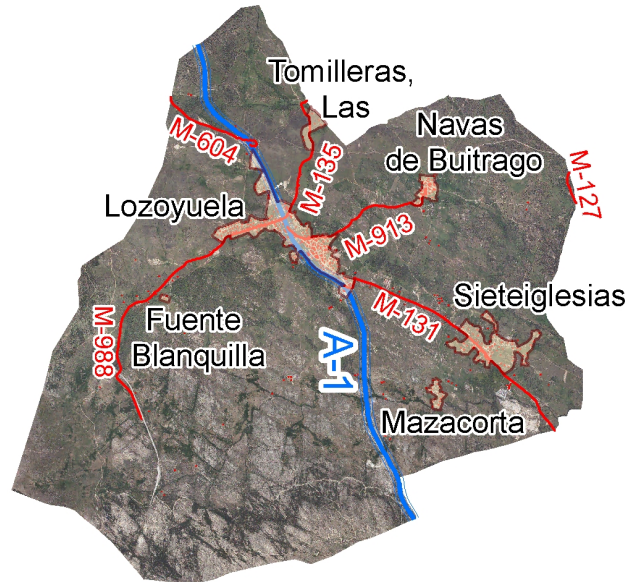 Tomilleras,
Las
Navas
de Buitrago
M-604
M-135
M-127
Lozoyuela
M-913
Sieteiglesias
M-131
Fuente
Blanquilla
M-988
A-1
Mazacorta